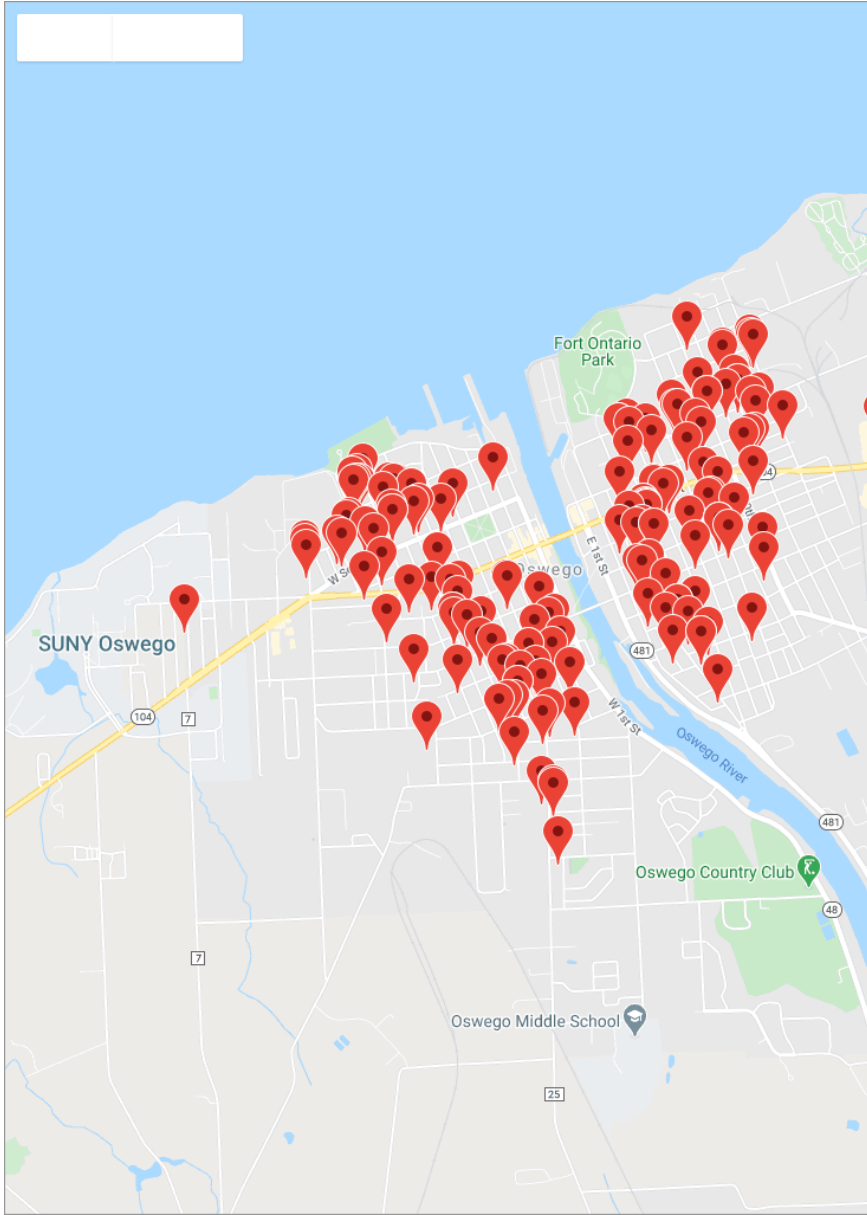 Fort Ontario
Park
E 1st St
Oswego
W Se
SUNY Oswego
481
104
7
W 1st St
Oswego River
481
Oswego Country Club
48
7
Oswego Middle School
25